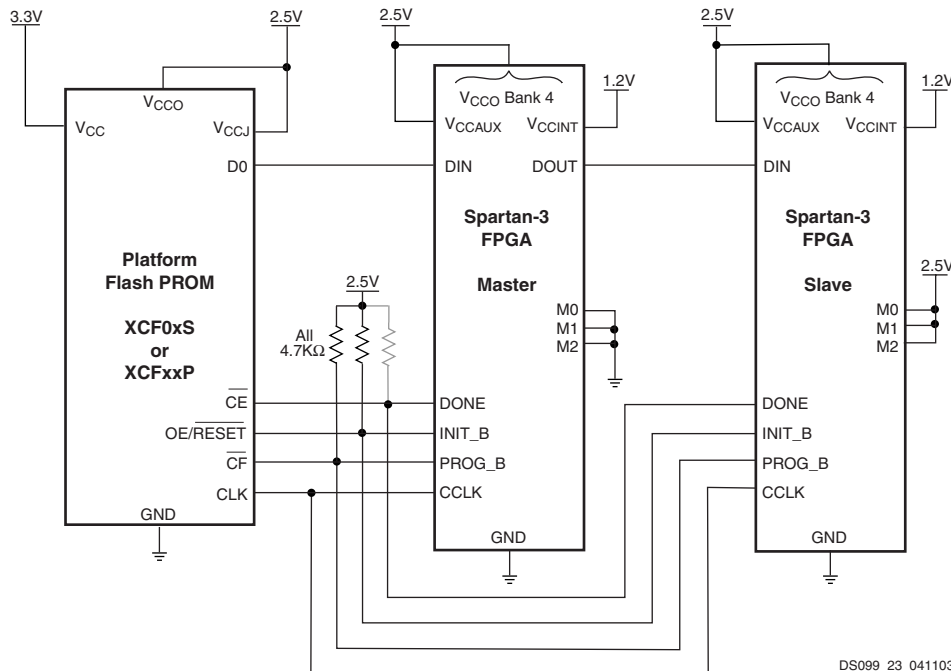 3.3V
2.5V
2.5V
2.5V
VCCO
VCC
VCCJ
D0
Platform
Flash PROM
XCF0xS
or
XCFxxP
CE
OE/RESET
CF
CLK
GND
2.5V
All
4.7KΩ
VCCO Bank 4
1.2V
VCCAUX
VCCINT
DIN
DOUT
Spartan-3
FPGA
Master
M0
M1
M2
DONE
INIT_B
PROG_B
CCLK
GND
VCCO Bank 4
1.2V
VCCAUX
VCCINT
DIN
Spartan-3
FPGA
Slave
2.5V
M0
M1
M2
DONE
INIT_B
PROG_B
CCLK
GND
DS099_23_041103